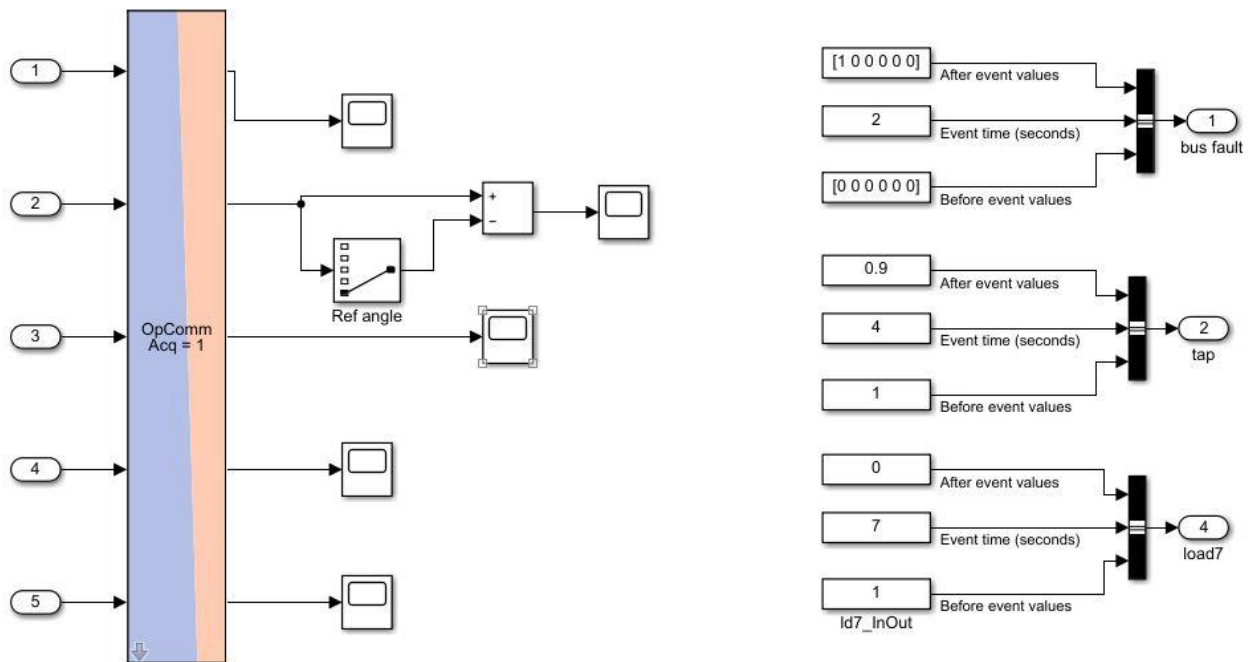 1
2
3
4
5
OpComm
Acq = 1
+
−
Ref angle
[1 0 0 0 0 0]
After event values
2
Event time (seconds)
[0 0 0 0 0 0]
Before event values
1
bus fault
0.9
After event values
4
Event time (seconds)
1
Before event values
2
tap
0
After event values
7
Event time (seconds)
1
Before event values
ld7_InOut
4
load7